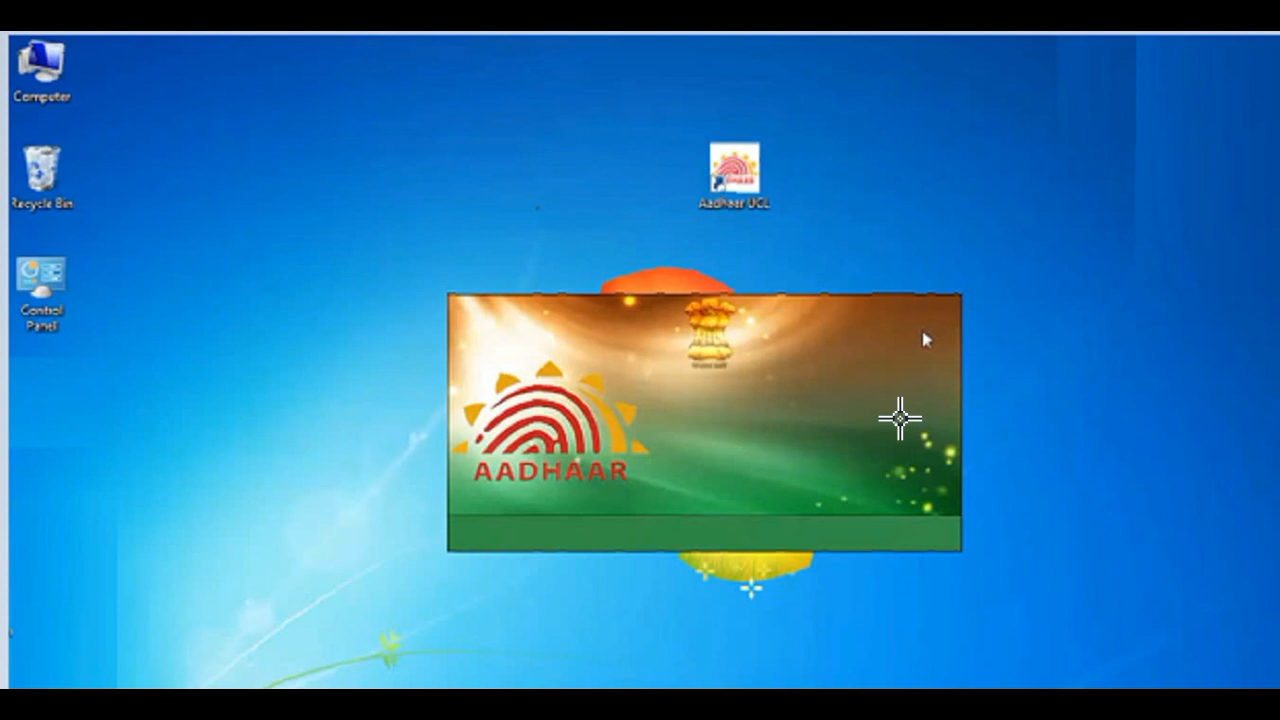 Computer
Recycle Bin
Control
Panel
Aadhaar UCL
AADHAAR